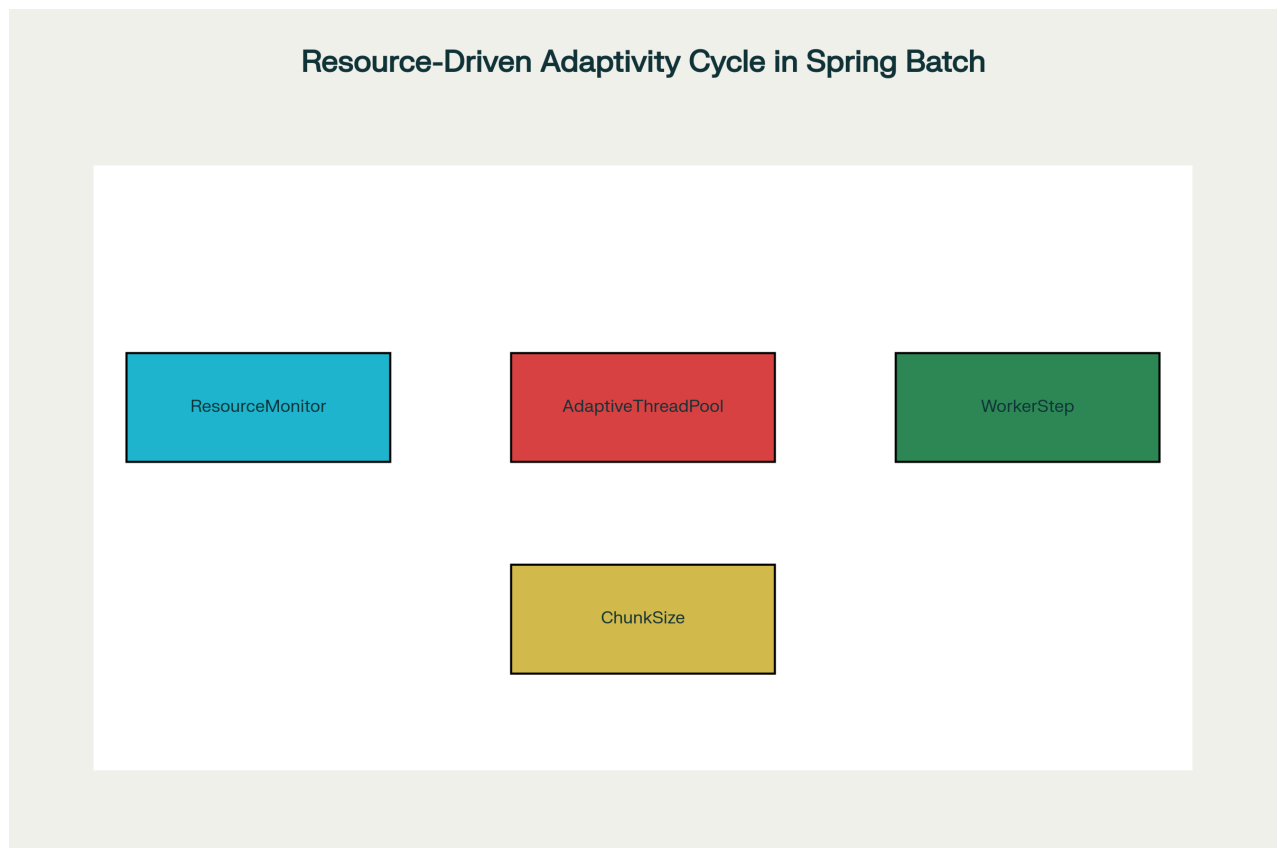 Resource-Driven Adaptivity Cycle in Spring Batch
ResourceMonitor
AdaptiveThreadPool
WorkerStep
ChunkSize